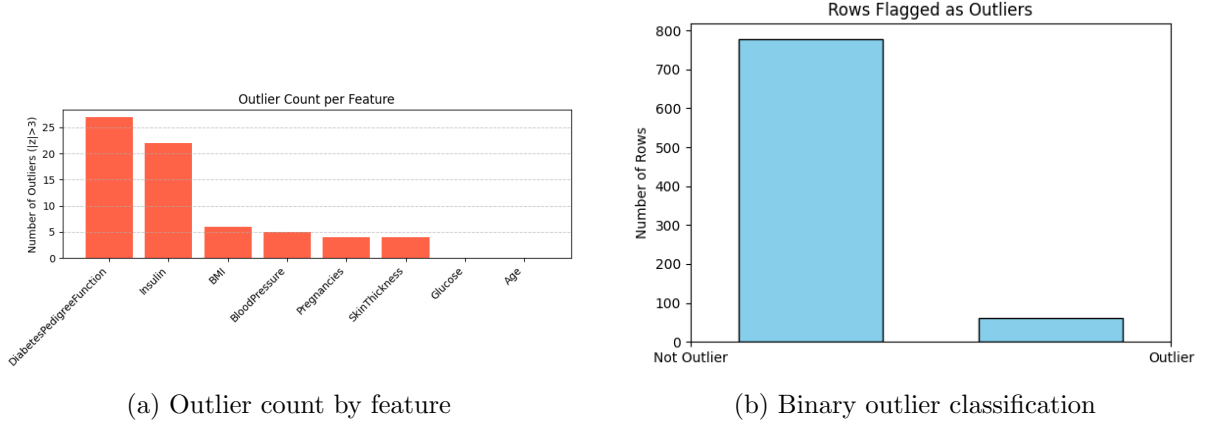 Outlier Count per Feature
Number of Outliers (|z|>3)
25
20
15
10
5
0
DiabetesPedigreeFunction
Insulin
BMI
BloodPressure
Pregnancies
SkinThickness
Glucose
Age
(a) Outlier count by feature
Rows Flagged as Outliers
Number of Rows
800
700
600
500
400
300
200
100
0
Not Outlier
Outlier
(b) Binary outlier classification